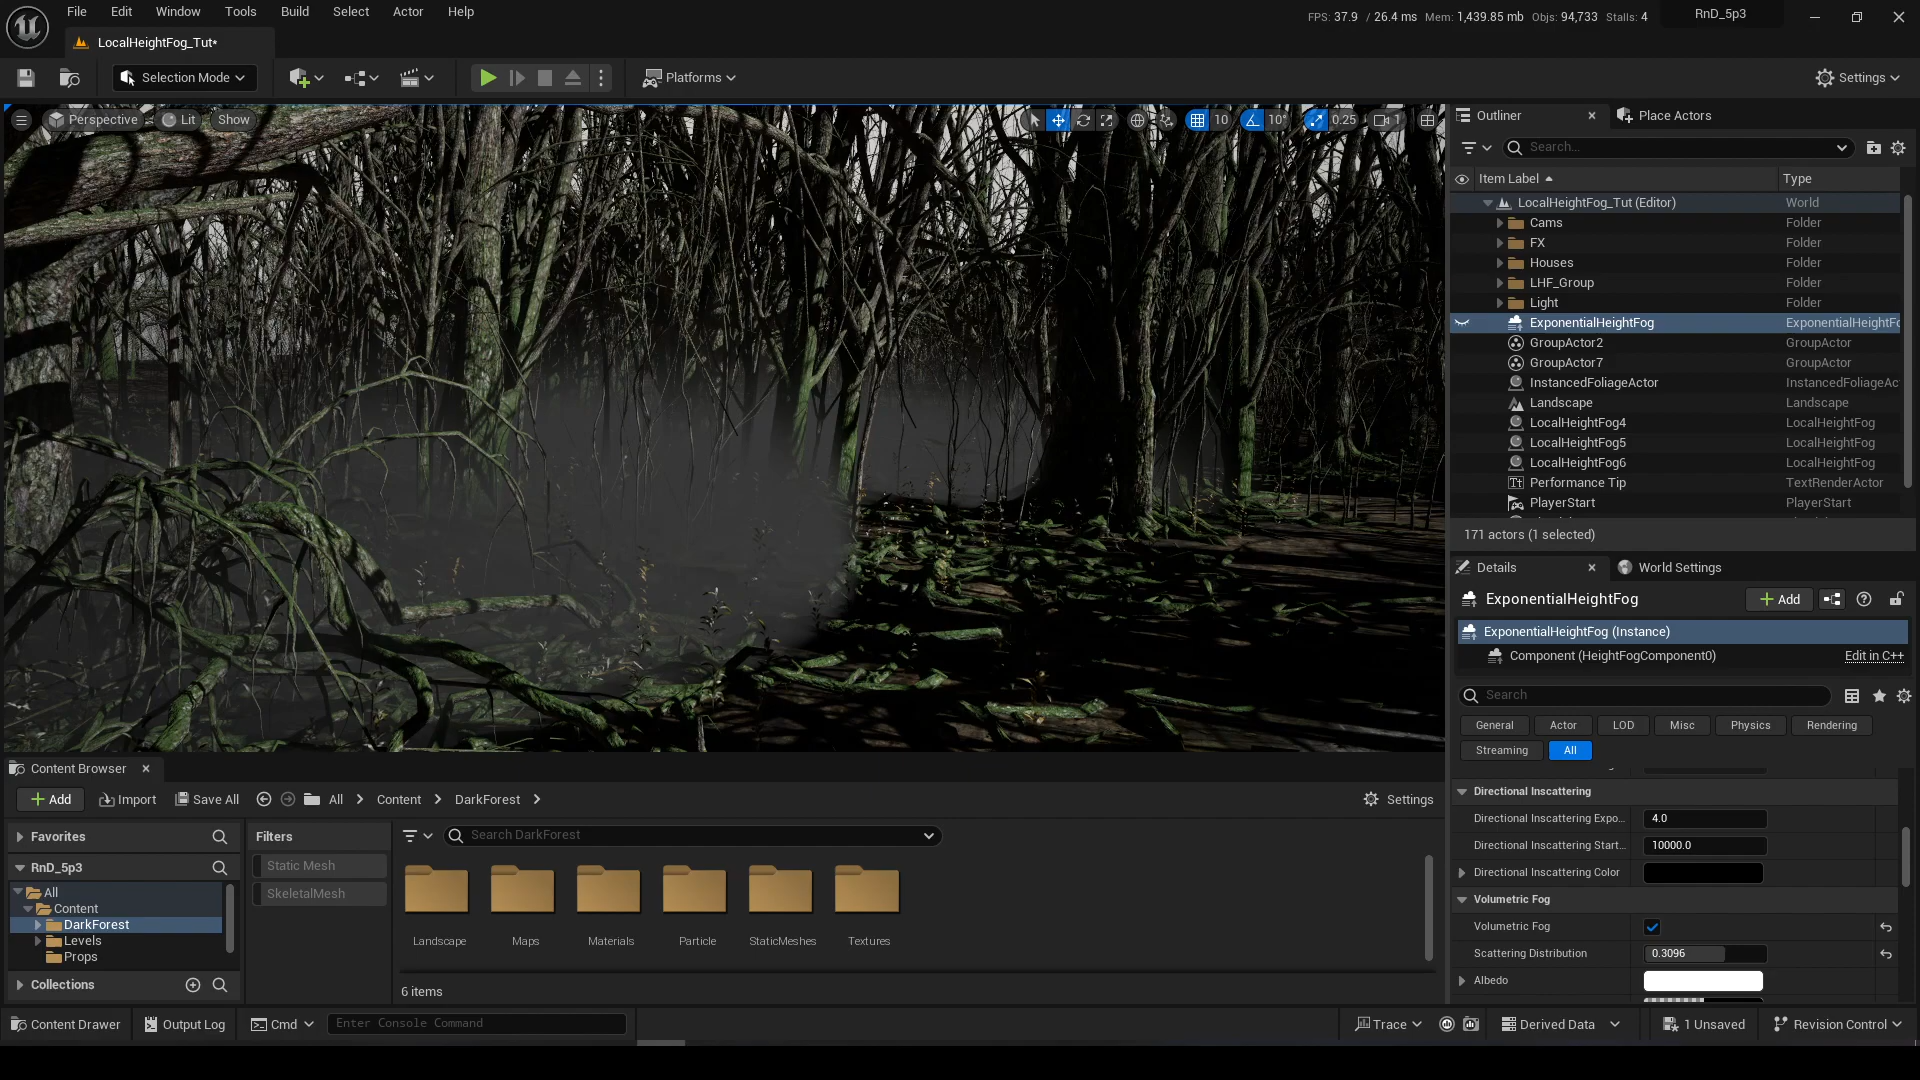 File Edit Window Tools Build Select Actor Help
FPS: 37.9 / 26.4 ms Mem: 1,439.85 mb Objs: 94,733 Stalls: 4
RnD_5p3
LocalHeightFog_Tut*
Selection Mode
Platforms
Settings
Perspective Lit Show
10 10° 0.25 1
Outliner
Place Actors
Search...
Item Label Type
LocalHeightFog_Tut (Editor) World
Cams Folder
FX Folder
Houses Folder
LHF_Group Folder
Light Folder
ExponentialHeightFog ExponentialHeightFo
GroupActor2 GroupActor
GroupActor7 GroupActor
InstancedFoliageActor InstancedFoliageAc
Landscape Landscape
LocalHeightFog4 LocalHeightFog
LocalHeightFog5 LocalHeightFog
LocalHeightFog6 LocalHeightFog
Performance Tip TextRenderActor
PlayerStart PlayerStart
171 actors (1 selected)
Details
World Settings
ExponentialHeightFog
Add
ExponentialHeightFog (Instance)
Component (HeightFogComponent0) Edit in C++
Search
General Actor LOD Misc Physics Rendering
Streaming All
Directional Inscattering
Directional Inscattering Expo... 4.0
Directional Inscattering Start... 10000.0
Directional Inscattering Color
Volumetric Fog
Volumetric Fog
Scattering Distribution 0.3096
Albedo
Content Browser
Add Import Save All All Content DarkForest
Settings
Favorites
RnD_5p3
All
Content
DarkForest
Levels
Props
Collections
Filters
Static Mesh
SkeletalMesh
Search DarkForest
Landscape Maps Materials Particle StaticMeshes Textures
6 items
Content Drawer Output Log Cmd Enter Console Command
Trace Derived Data 1 Unsaved Revision Control